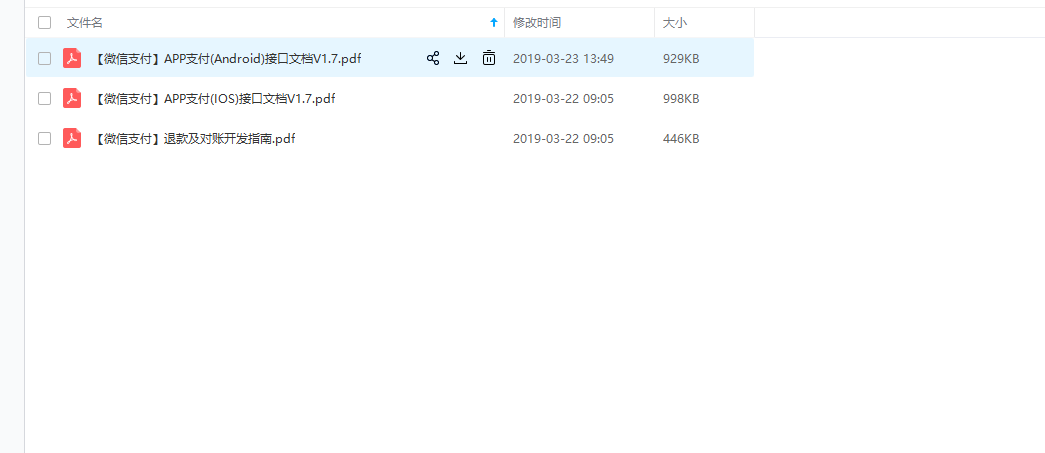 文件名 修改时间 大小
【微信支付】APP支付(Android)接口文档V1.7.pdf 2019-03-23 13:49 929KB
【微信支付】APP支付(IOS)接口文档V1.7.pdf 2019-03-22 09:05 998KB
【微信支付】退款及对账开发指南.pdf 2019-03-22 09:05 446KB